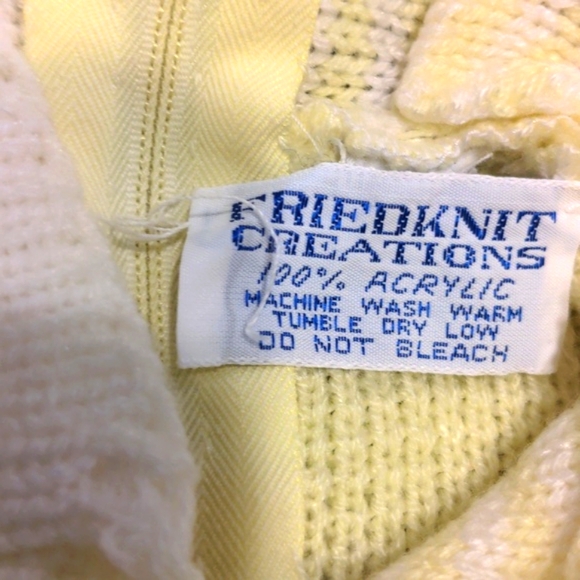 FRIEDKNIT
CREATIONS
100% ACRYLIC
MACHINE WASH WARM
TUMBLE DRY LOW
DO NOT BLEACH